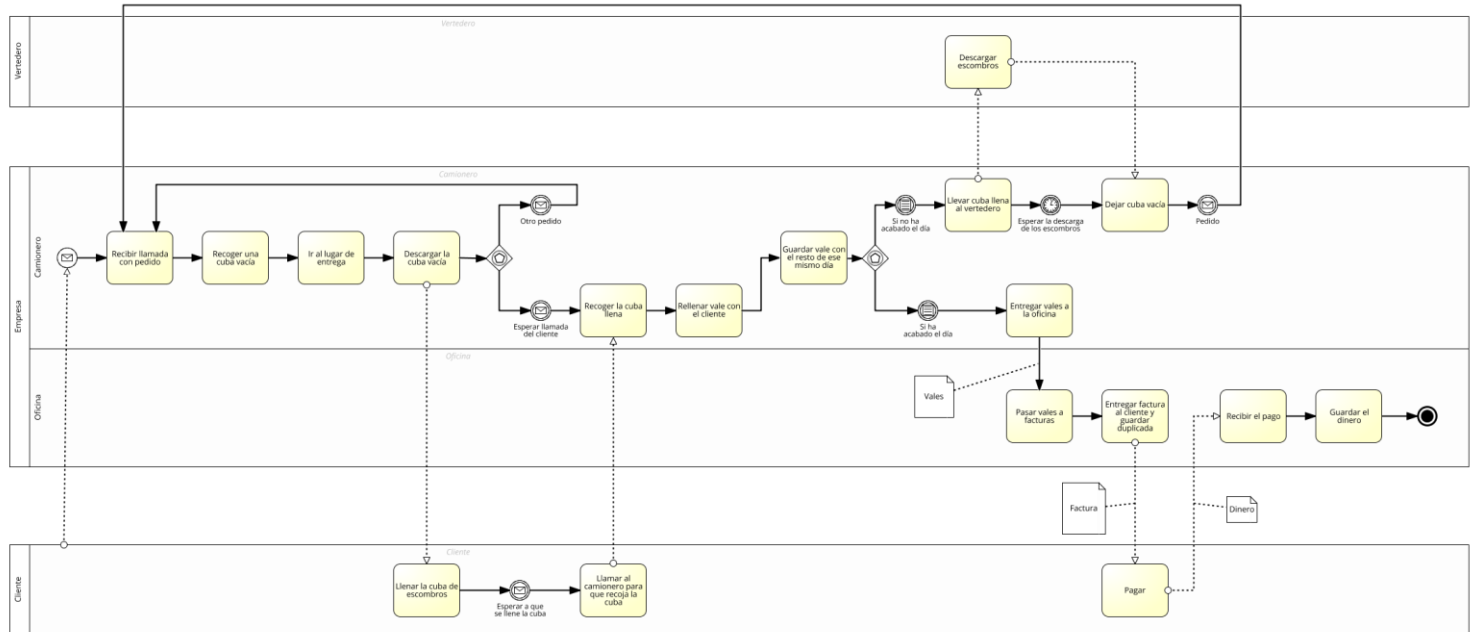 Vertedero
Vertedero
Descargar
escombros
Empresa
Camionero
Camionero
Otro pedido
Si no ha
acabado el día
Llevar cuba llena
al vertedero
Esperar la descarga
de los escombros
Dejar cuba vacía
Pedido
Recibir llamada
con pedido
Recoger una
cuba vacía
Ir al lugar de
entrega
Descargar la
cuba vacía
Guardar vale con
el resto de ese
mismo día
Esperar llamada
del cliente
Recoger la cuba
llena
Rellenar vale con
el cliente
Si ha
acabado el día
Entregar vales a
la oficina
Oficina
Oficina
Vales
Pasar vales a
facturas
Entregar factura
al cliente y
guardar
duplicada
Recibir el pago
Guardar el
dinero
Factura
Dinero
Cliente
Cliente
Llenar la cuba de
escombros
Esperar a que
se llene la cuba
Llamar al
camionero para
que recoja la
cuba
Pagar